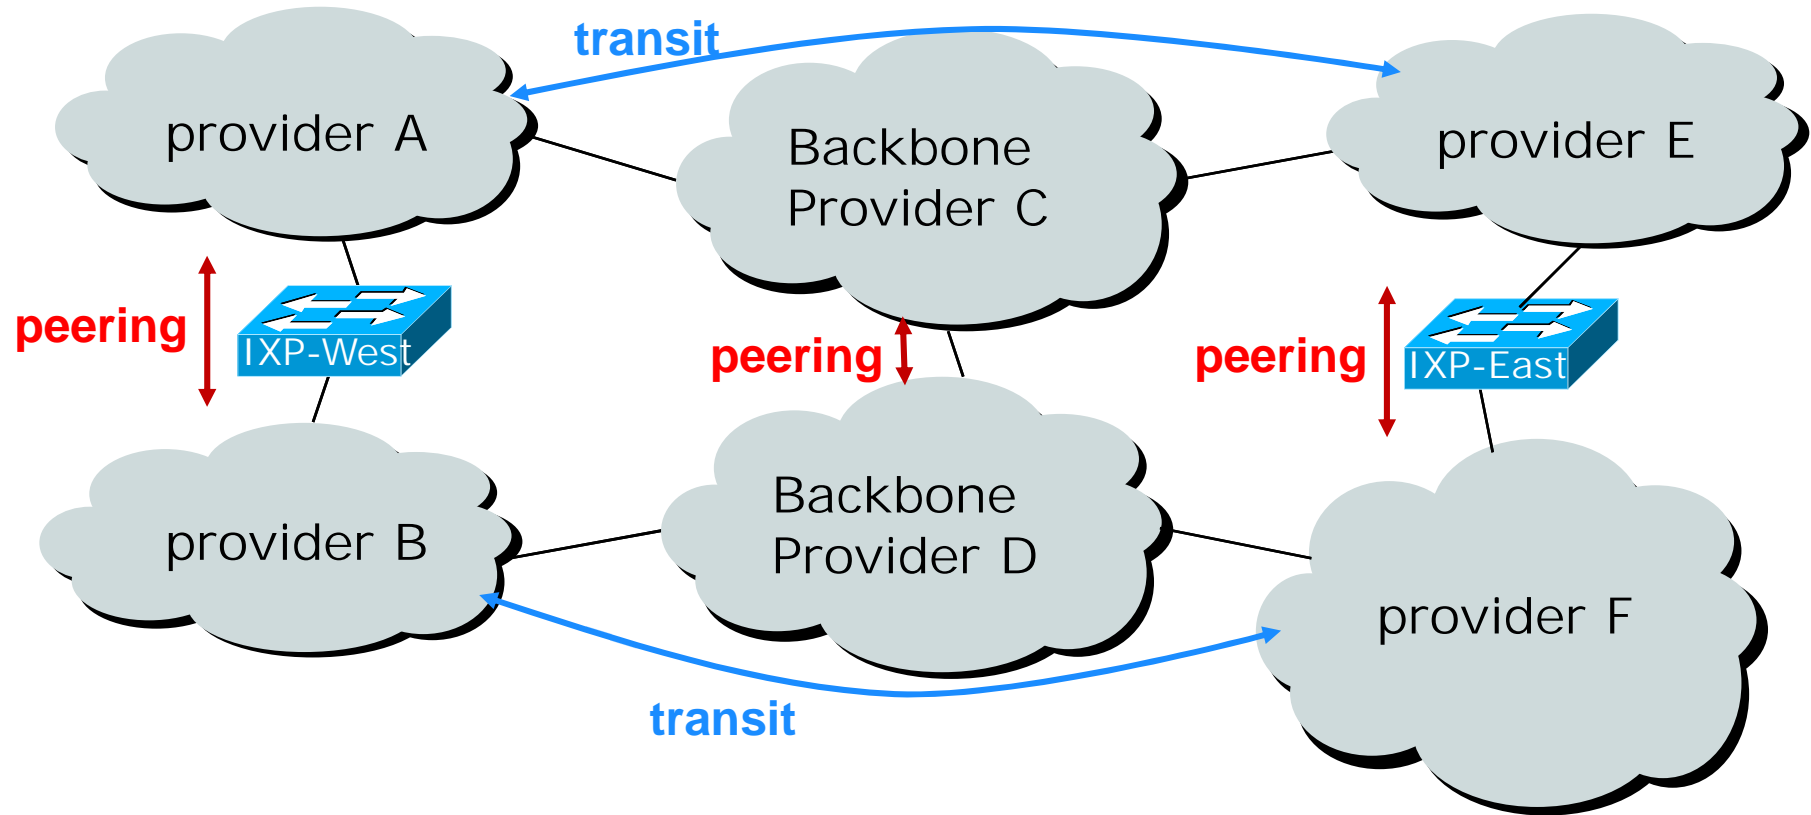 transit
provider A
Backbone
Provider C
provider E
peering
IXP-West
peering
peering
IXP-East
provider B
Backbone
Provider D
provider F
transit